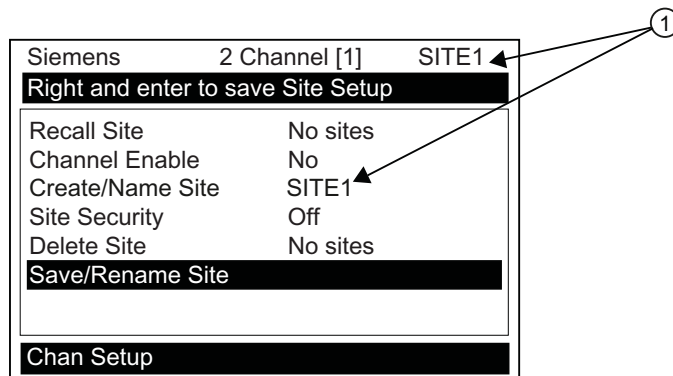 1
Siemens 2 Channel [1] SITE1
Right and enter to save Site Setup
Recall Site No sites
Channel Enable No
Create/Name Site SITE1
Site Security Off
Delete Site No sites
Save/Rename Site
Chan Setup